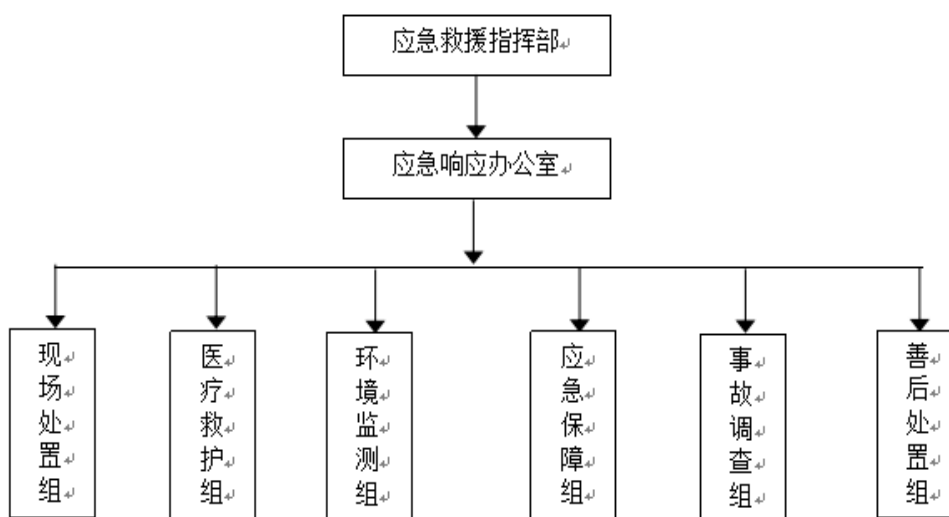 应急救援指挥部
应急响应办公室
现场处置组
医疗救护组
环境监测组
应急保障组
事故调查组
善后处置组